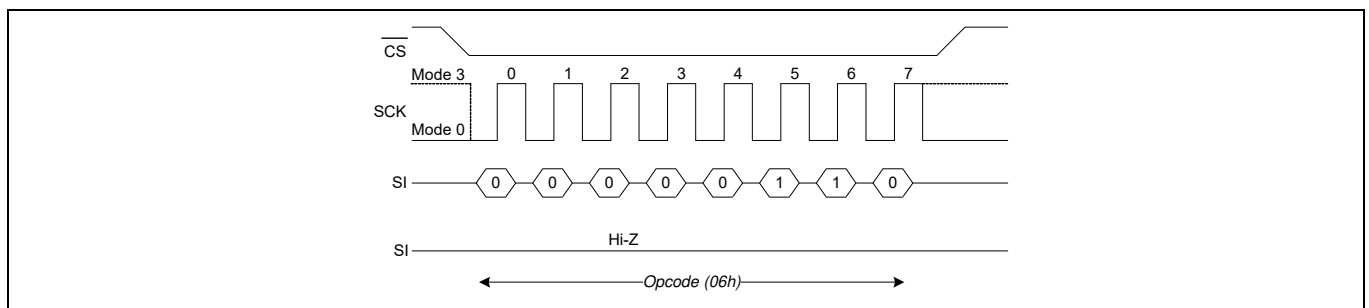 CS
Mode 3 0 1 2 3 4 5 6 7
SCK
Mode 0
SI 0 0 0 0 0 1 1 0
Hi-Z
SI
Opcode (06h)